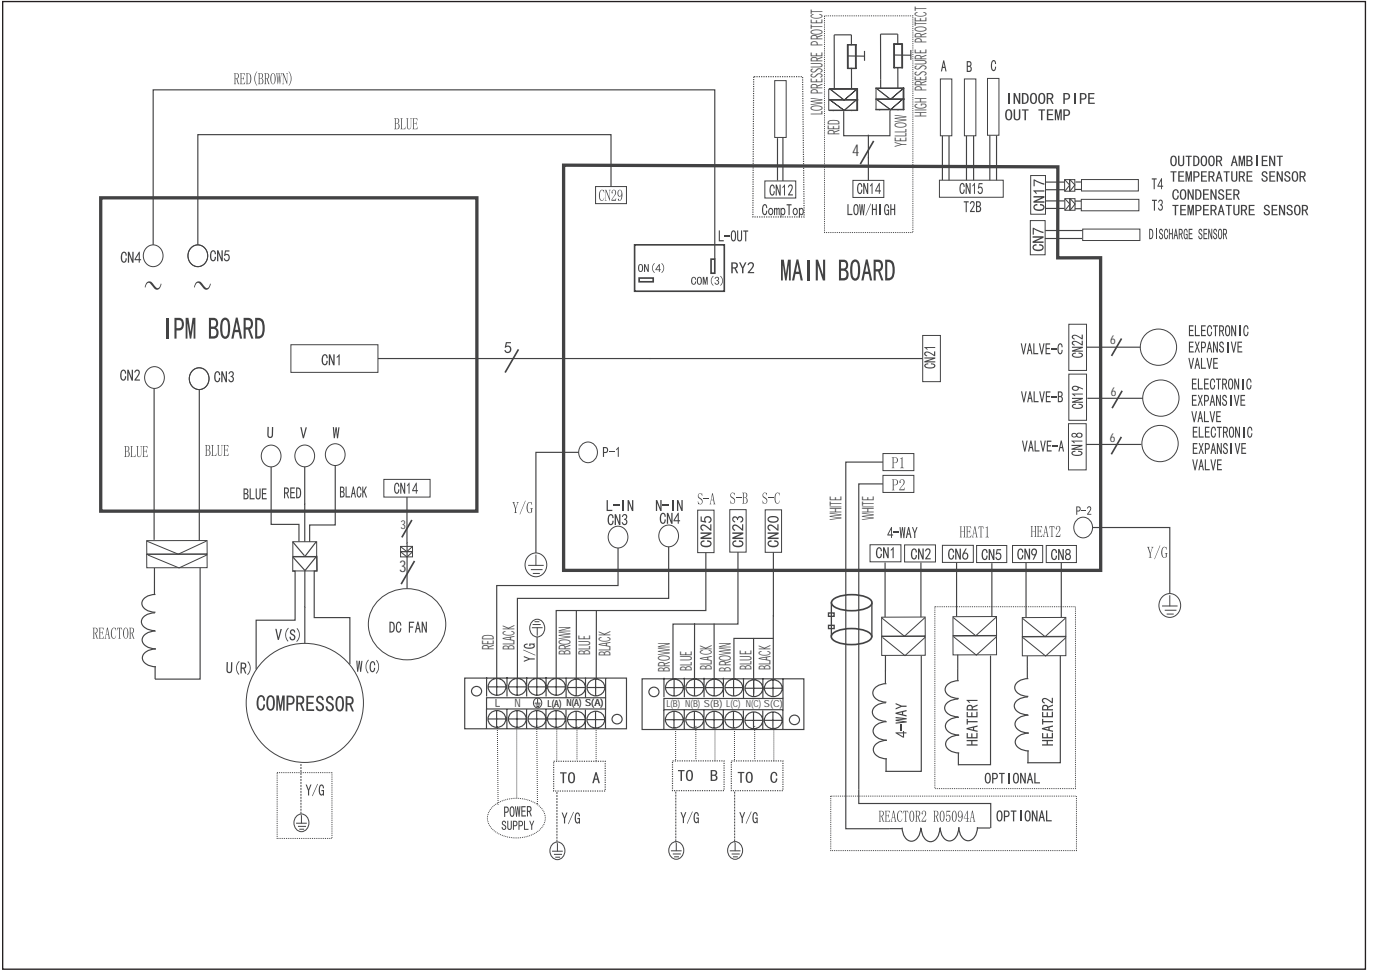 RED(BROWN)
BLUE
LOW PRESSURE PROTECT
HIGH PRESSURE PROTECT
RED
YELLOW
4
A B C
INDOOR PIPE
OUT TEMP
CN29
CN12
CompTop
CN14
LOW/HIGH
CN15
T2B
CN17
T4
OUTDOOR AMBIENT
TEMPERATURE SENSOR
T3
CONDENSER
TEMPERATURE SENSOR
CN7
DISCHARGE SENSOR
CN4
CN5
L-OUT
ON(4)
COM(3)
RY2
MAIN BOARD
IPM BOARD
CN1
5
CN21
CN2
CN3
VALVE-C
CN22
6
ELECTRONIC
EXPANSIVE
VALVE
VALVE-B
CN19
6
ELECTRONIC
EXPANSIVE
VALVE
VALVE-A
CN18
6
ELECTRONIC
EXPANSIVE
VALVE
BLUE
BLUE
U V W
BLUE
RED
BLACK
CN14
3
3
DC FAN
P-1
Y/G
P1
P2
WHITE
WHITE
P-2
Y/G
L-IN
CN3
N-IN
CN4
S-A
CN25
S-B
CN23
S-C
CN20
4-WAY
CN1 CN2
HEAT1
CN6 CN5
HEAT2
CN9 CN8
REACTOR
V(S)
U(R)
W(C)
COMPRESSOR
Y/G
RED
BLACK
Y/G
BROWN
BLUE
BLACK
L N L(A) N(A) S(A)
BROWN
BLUE
BLACK
BROWN
BLUE
BLACK
L(B) N(B) S(B) L(C) N(C) S(C)
TO A
TO B
TO C
POWER
SUPPLY
Y/G
Y/G
Y/G
4-WAY
HEATER1
HEATER2
OPTIONAL
REACTOR2 R05094A
OPTIONAL